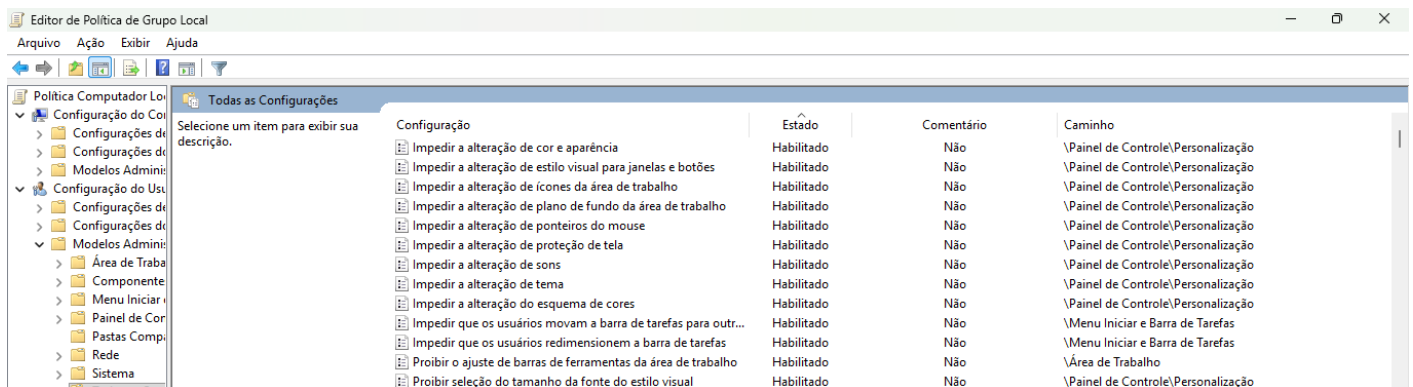 Editor de Política de Grupo Local
Arquivo Ação Exibir Ajuda
Política Computador Lo
Configuração do Co
Configurações de
Configurações do
Modelos Adminis
Configuração do Usu
Configurações de
Configurações do
Modelos Adminis
Área de Traba
Componente
Menu Iniciar
Painel de Con
Pastas Compa
Rede
Sistema
Todas as Configurações
Selecione um item para exibir sua
descrição.
Configuração Estado Comentário Caminho
Impedir a alteração de cor e aparência Habilitado Não \Painel de Controle\Personalização
Impedir a alteração de estilo visual para janelas e botões Habilitado Não \Painel de Controle\Personalização
Impedir a alteração de ícones da área de trabalho Habilitado Não \Painel de Controle\Personalização
Impedir a alteração de plano de fundo da área de trabalho Habilitado Não \Painel de Controle\Personalização
Impedir a alteração de ponteiros do mouse Habilitado Não \Painel de Controle\Personalização
Impedir a alteração de proteção de tela Habilitado Não \Painel de Controle\Personalização
Impedir a alteração de sons Habilitado Não \Painel de Controle\Personalização
Impedir a alteração de tema Habilitado Não \Painel de Controle\Personalização
Impedir a alteração do esquema de cores Habilitado Não \Painel de Controle\Personalização
Impedir que os usuários movam a barra de tarefas para outr... Habilitado Não \Menu Iniciar e Barra de Tarefas
Impedir que os usuários redimensionem a barra de tarefas Habilitado Não \Menu Iniciar e Barra de Tarefas
Proibir o ajuste de barras de ferramentas da área de trabalho Habilitado Não \Área de Trabalho
Proibir seleção do tamanho da fonte do estilo visual Habilitado Não \Painel de Controle\Personalização